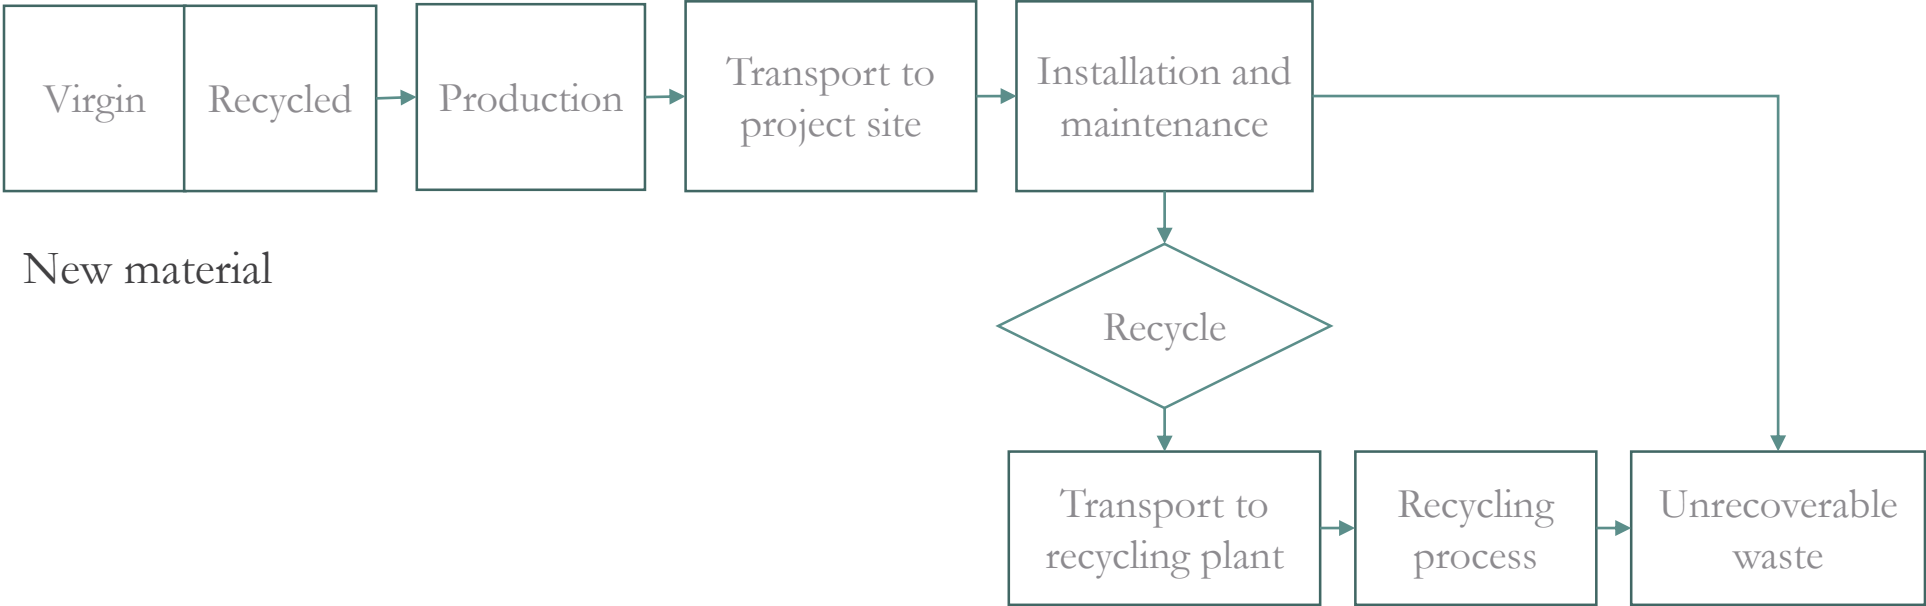 Virgin
Recycled
Production
Transport to
project site
Installation and
maintenance
New material
Recycle
Transport to
recycling plant
Recycling
process
Unrecoverable
waste